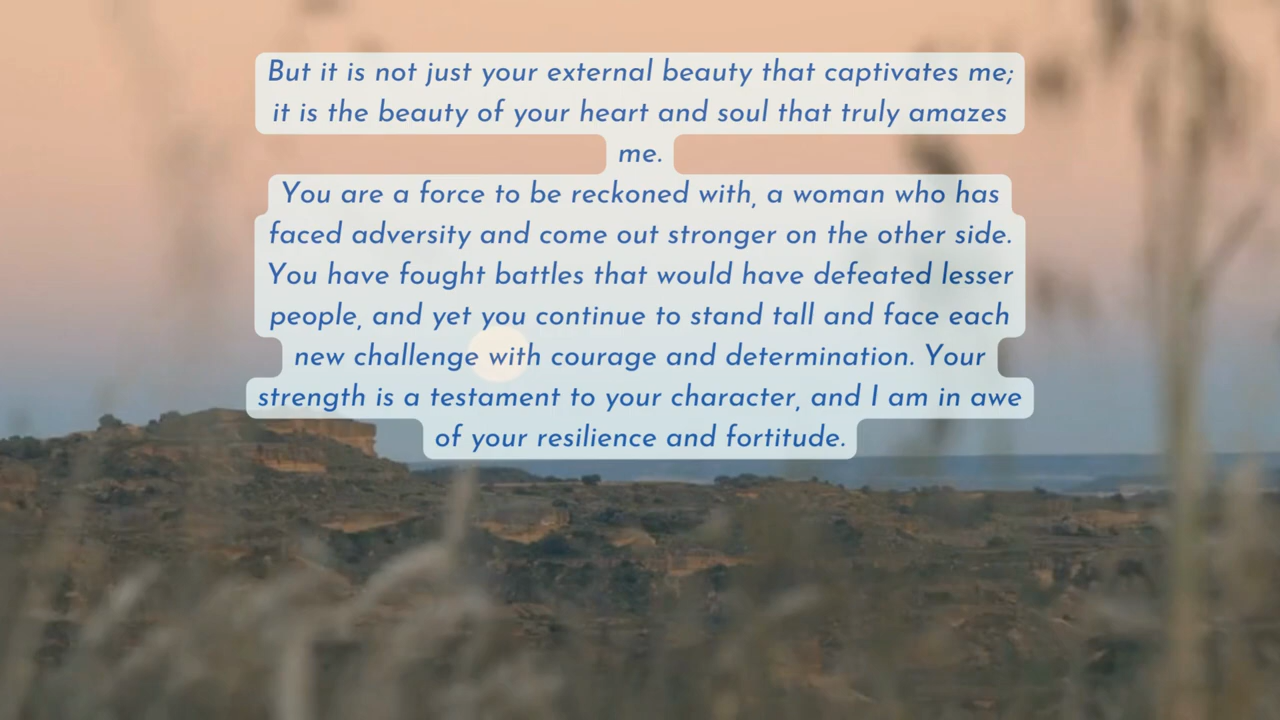 But it is not just your external beauty that captivates me;
it is the beauty of your heart and soul that truly amazes
me.
You are a force to be reckoned with, a woman who has
faced adversity and come out stronger on the other side.
You have fought battles that would have defeated lesser
people, and yet you continue to stand tall and face each
new challenge with courage and determination. Your
strength is a testament to your character, and I am in awe
of your resilience and fortitude.